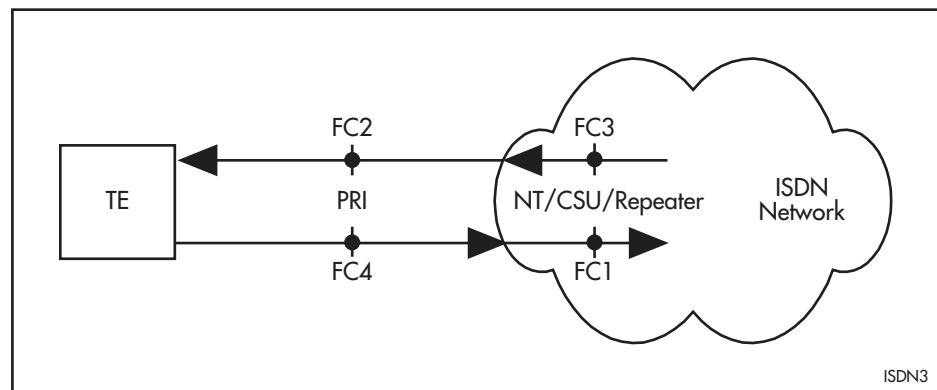 FC2
FC3
TE
PRI
NT/CSU/Repeater
ISDN
Network
FC4
FC1
ISDN3